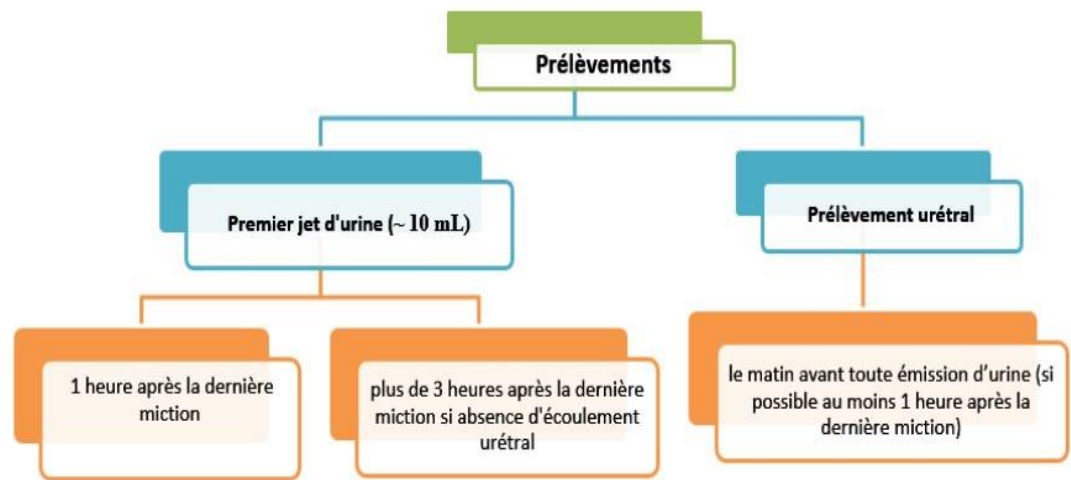 Prélèvements
Premier jet d'urine (~ 10 mL)
Prélèvement urétral
1 heure après la dernière
miction
plus de 3 heures après la dernière
miction si absence d'écoulement
urétral
le matin avant toute émission d’urine (si
possible au moins 1 heure après la
dernière miction)